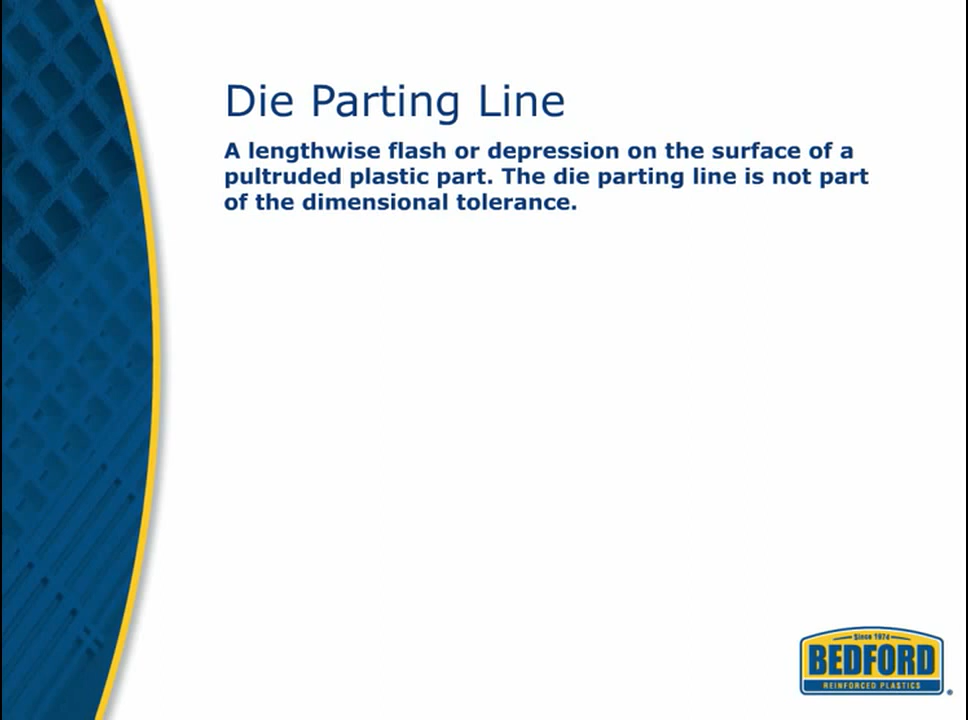 Die Parting Line
A lengthwise flash or depression on the surface of a
pultruded plastic part. The die parting line is not part
of the dimensional tolerance.
Since 1974
BEDFORD
REINFORCED PLASTICS
®